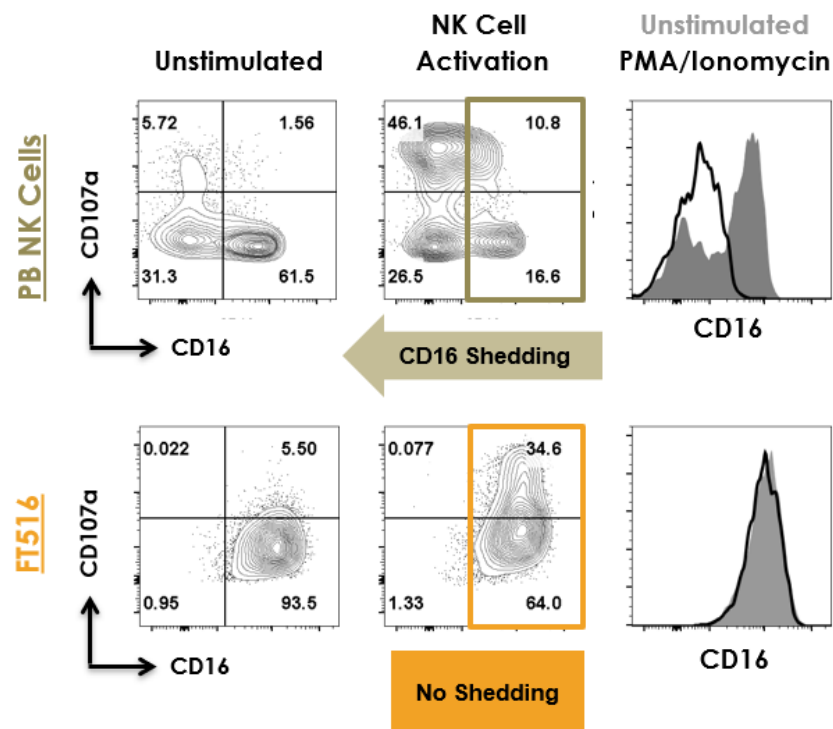 Unstimulated
NK Cell
Activation
Unstimulated
PMA/Ionomycin
PB NK Cells
CD107a
5.72 1.56
31.3 61.5
46.1 10.8
26.5 16.6
CD16
CD16
CD16 Shedding
FT516
CD107a
0.022 5.50
0.95 93.5
0.077 34.6
1.33 64.0
CD16
CD16
No Shedding